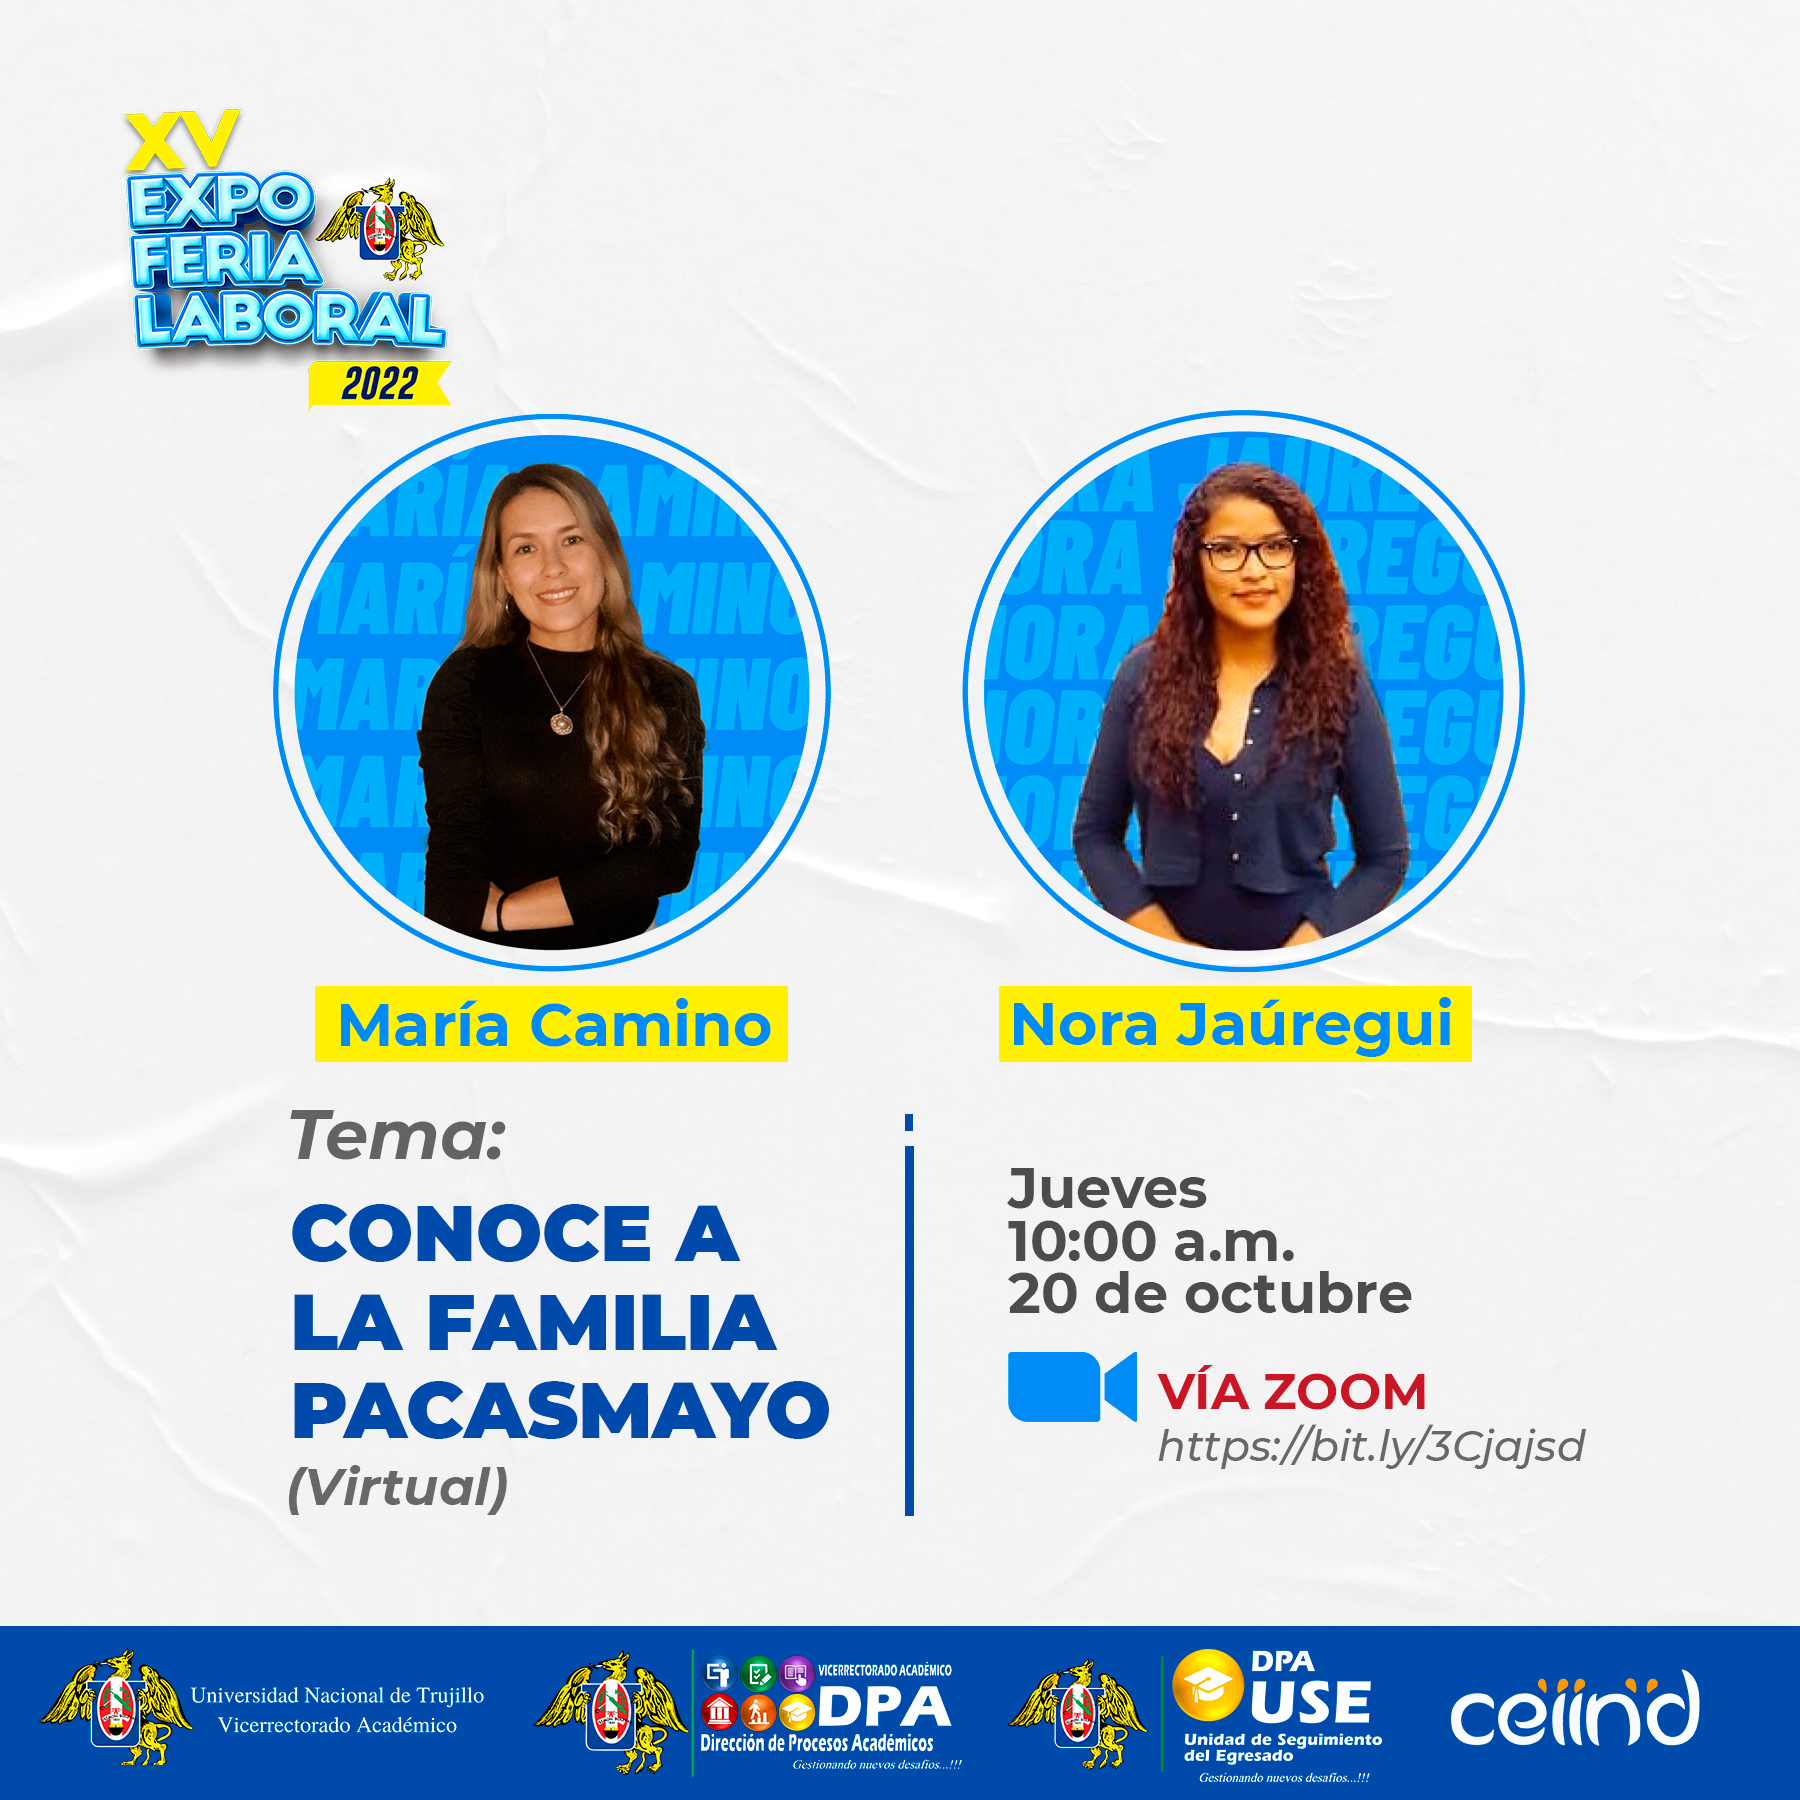 XV
EXPO
FERIA
LABORAL
2022
María Camino
Nora Jaúregui
Tema:
CONOCE A
LA FAMILIA
PACASMAYO
(Virtual)
Jueves
10:00 a.m.
20 de octubre
VÍA ZOOM
https://bit.ly/3Cjajsd
Universidad Nacional de Trujillo
Vicerrectorado Académico
VICERRECTORADO ACADÉMICO
DPA
Dirección de Procesos Académicos
Gestionando nuevos desafíos...!!!
DPA
USE
Unidad de Seguimiento
del Egresado
Gestionando nuevos desafíos...!!!
ceiind